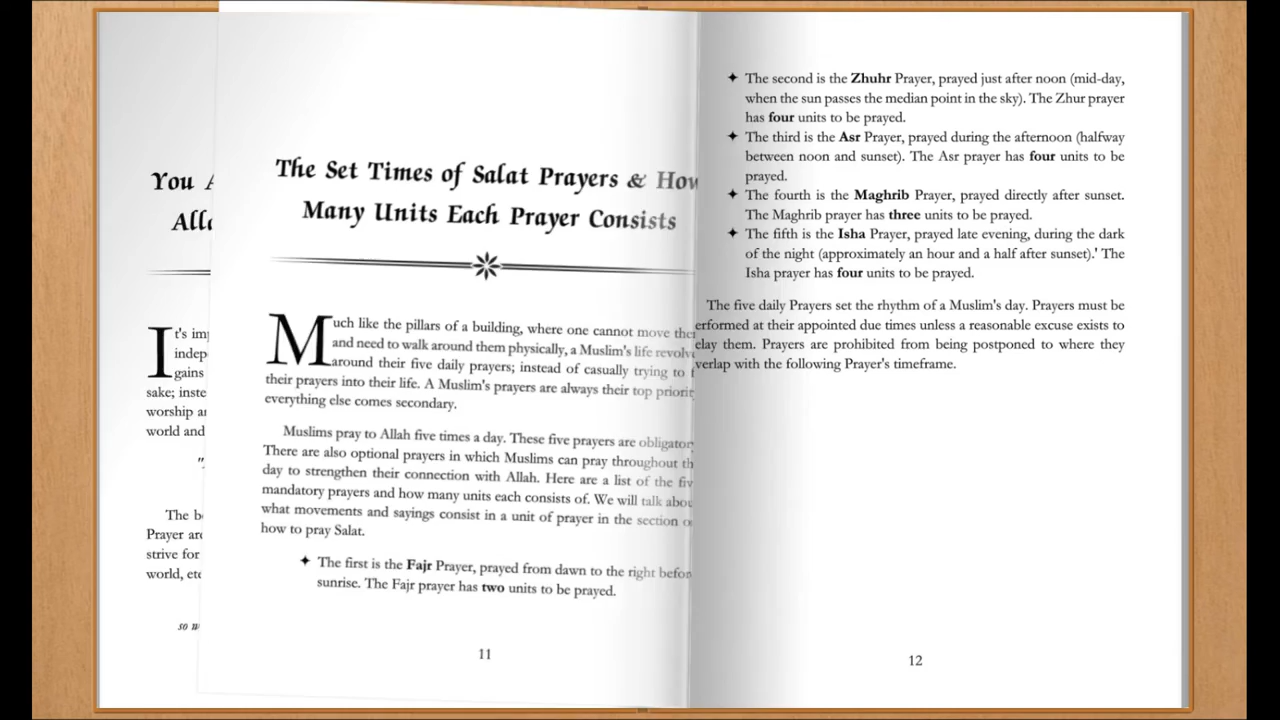 You
All
It's
indep
gains
sake; inste
worship
world and
The
Prayer
strive for
world,
so
The Set Times of Salat Prayers & How
Many Units Each Prayer Consists
Much like the pillars of a building, where one cannot move
and need to walk around them physically, a Muslim's life
around their five daily prayers; instead of casually trying to
their prayers into their life. A Muslim's prayers are always their top
everything else comes secondary.
Muslims pray to Allah five times a day. These five prayers are
There are also optional prayers in which Muslims can pray throughout
day to strengthen their connection with Allah. Here are a list of the
mandatory prayers and how many units each consists of. We will talk
what movements and sayings consist in a unit of prayer in the section
how to pray Salat.
✦ The first is the Fajr Prayer, prayed from dawn to the right
sunrise. The Fajr prayer has two units to be prayed.
11
✦ The second is the Zhuhr Prayer, prayed just after noon (mid-day,
when the sun passes the median point in the sky). The Zhur prayer
has four units to be prayed.
✦ The third is the Asr Prayer, prayed during the afternoon (halfway
between noon and sunset). The Asr prayer has four units to be
prayed.
✦ The fourth is the Maghrib Prayer, prayed directly after sunset.
The Maghrib prayer has three units to be prayed.
✦ The fifth is the Isha Prayer, prayed late evening, during the dark
of the night (approximately an hour and a half after sunset).' The
Isha prayer has four units to be prayed.
The five daily Prayers set the rhythm of a Muslim's day. Prayers must be
erformed at their appointed due times unless a reasonable excuse exists to
elay them. Prayers are prohibited from being postponed to where they
verlap with the following Prayer's timeframe.
12